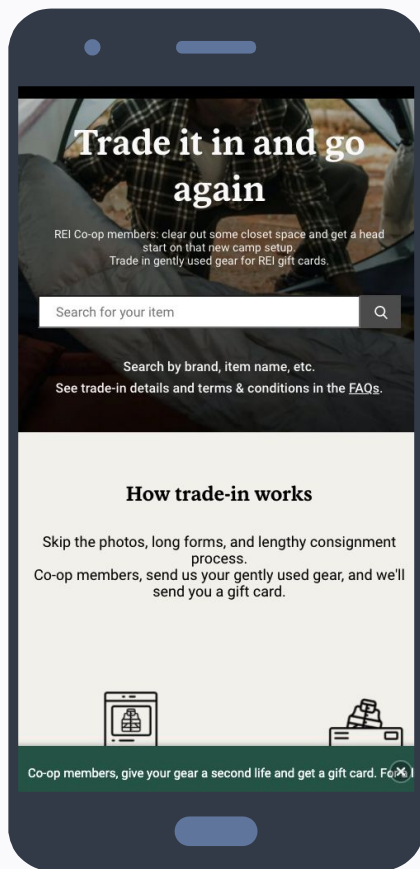 Trade it in and go
again
REI Co-op members: clear out some closet space and get a head
start on that new camp setup.
Trade in gently used gear for REI gift cards.
Search for your item
Search by brand, item name, etc.
See trade-in details and terms & conditions in the FAQs.
How trade-in works
Skip the photos, long forms, and lengthy consignment
process.
Co-op members, send us your gently used gear, and we'll
send you a gift card.
Co-op members, give your gear a second life and get a gift card.